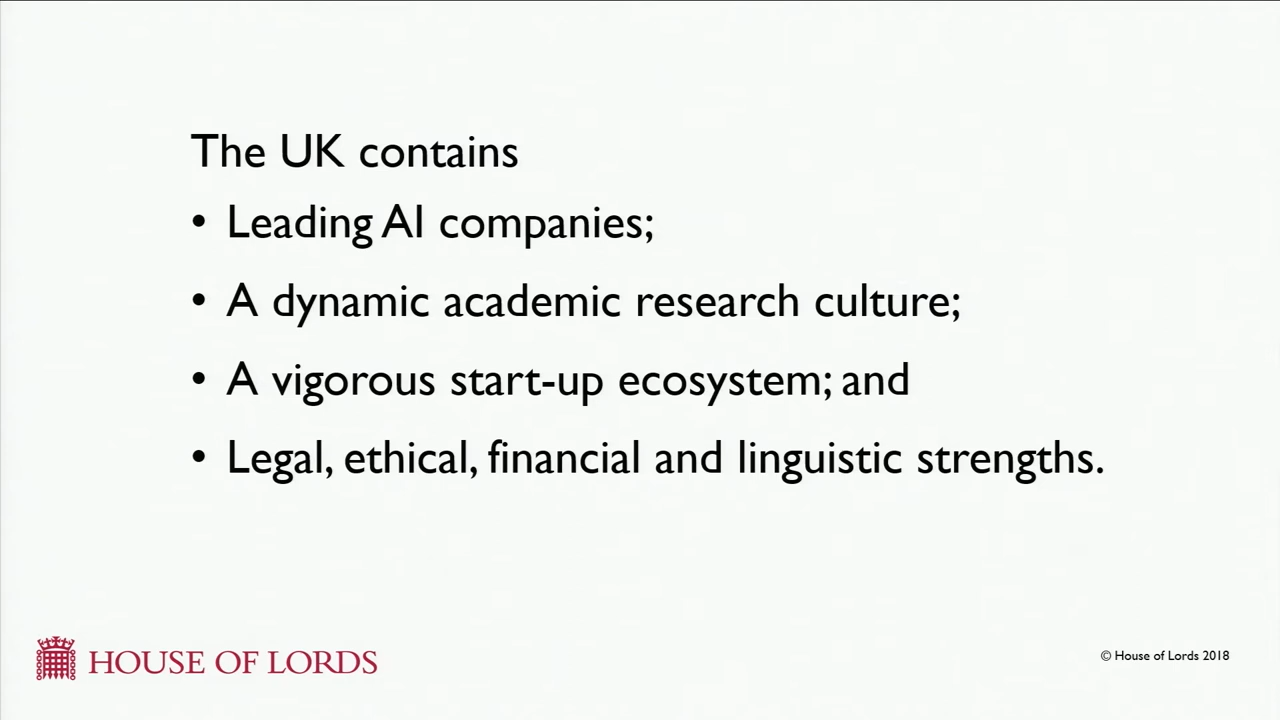 The UK contains
• Leading AI companies;
• A dynamic academic research culture;
• A vigorous start-up ecosystem; and
• Legal, ethical, financial and linguistic strengths.
HOUSE OF LORDS
© House of Lords 2018